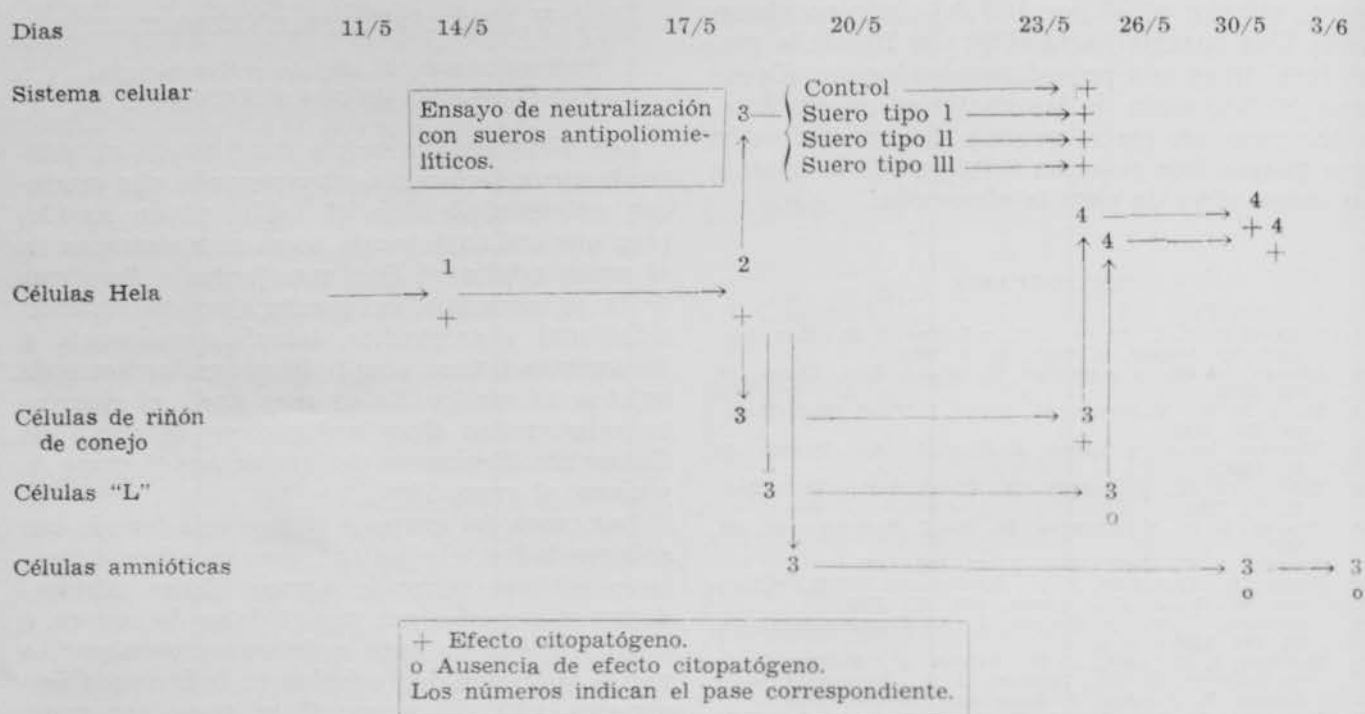 Dias 11/5 14/5 17/5 20/5 23/5 26/5 30/5 3/6
Sistema celular
Ensayo de neutralización
con sueros antipoliomie-
líticos.
3
Control +
Suero tipo I +
Suero tipo II +
Suero tipo III +
4 4
+ 4
4 +
1 2
Células Hela
+ +
Células de riñón 3 3
de conejo +
Células "L" 3 3
o
Células amnióticas 3 3 3
o o
+ Efecto citopatógeno.
o Ausencia de efecto citopatógeno.
Los números indican el pase correspondiente.